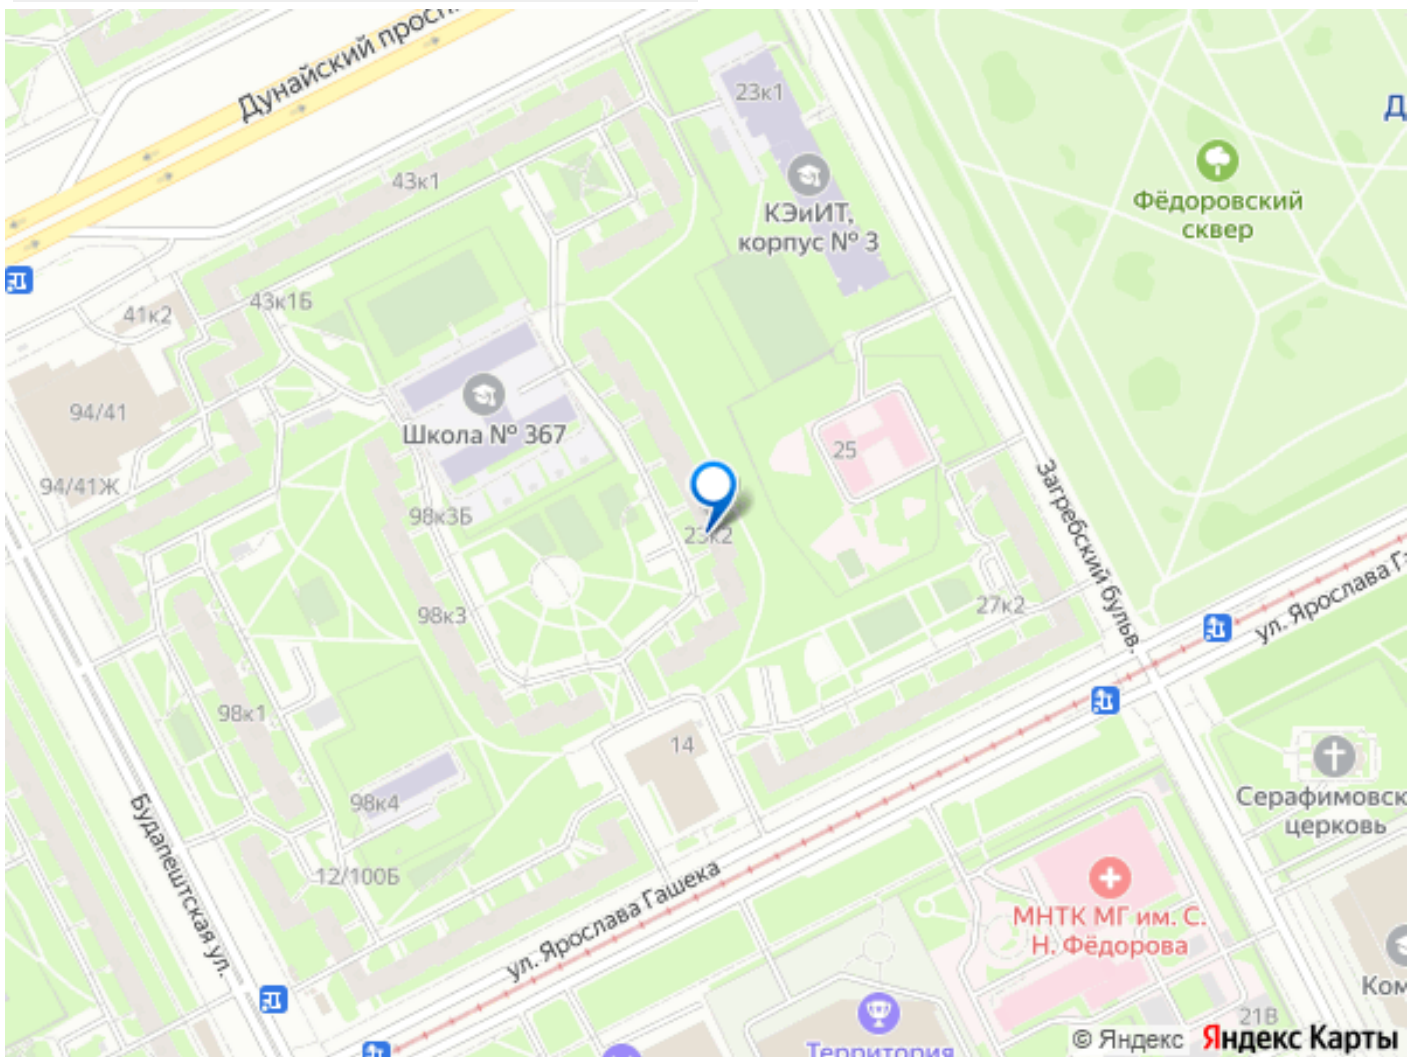 Дунайский
23к1
Фёдоровский
сквер
КЭиИТ,
корпус № 3
43к1
43к1Б
41к2
94/41
Школа № 367
25
94/41Ж
98к3Б
23к2
Загребский бульв.
98к3
27к2
ул. Ярослава
98к1
14
98к4
Серафимовск
церковь
Будапештская ул.
12/100Б
ул. Ярослава Гашека
МНТК МГ им. С.
Н. Фёдорова
Ком
21В
Территория
© Яндекс Яндекс Карты